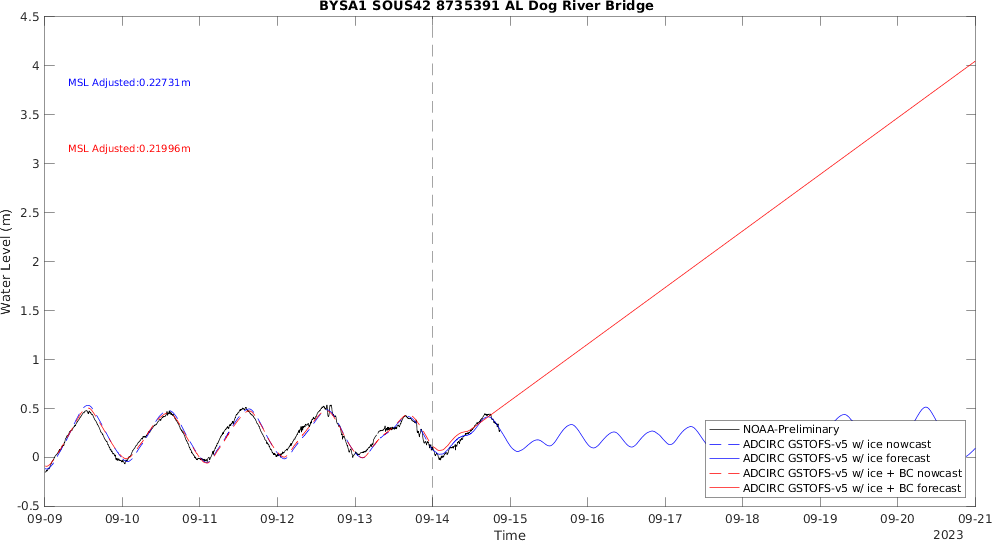 BYSA1 SOUS42 8735391 AL Dog River Bridge
4.5
4
3.5
3
2.5
2
1.5
1
0.5
0
-0.5
Water Level (m)
MSL Adjusted:0.22731m
MSL Adjusted:0.21996m
NOAA-Preliminary
ADCIRC GSTOFS-v5 w/ ice nowcast
ADCIRC GSTOFS-v5 w/ ice forecast
ADCIRC GSTOFS-v5 w/ ice + BC nowcast
ADCIRC GSTOFS-v5 w/ ice + BC forecast
09-09 09-10 09-11 09-12 09-13 09-14 09-15 09-16 09-17 09-18 09-19 09-20 09-21
Time
2023